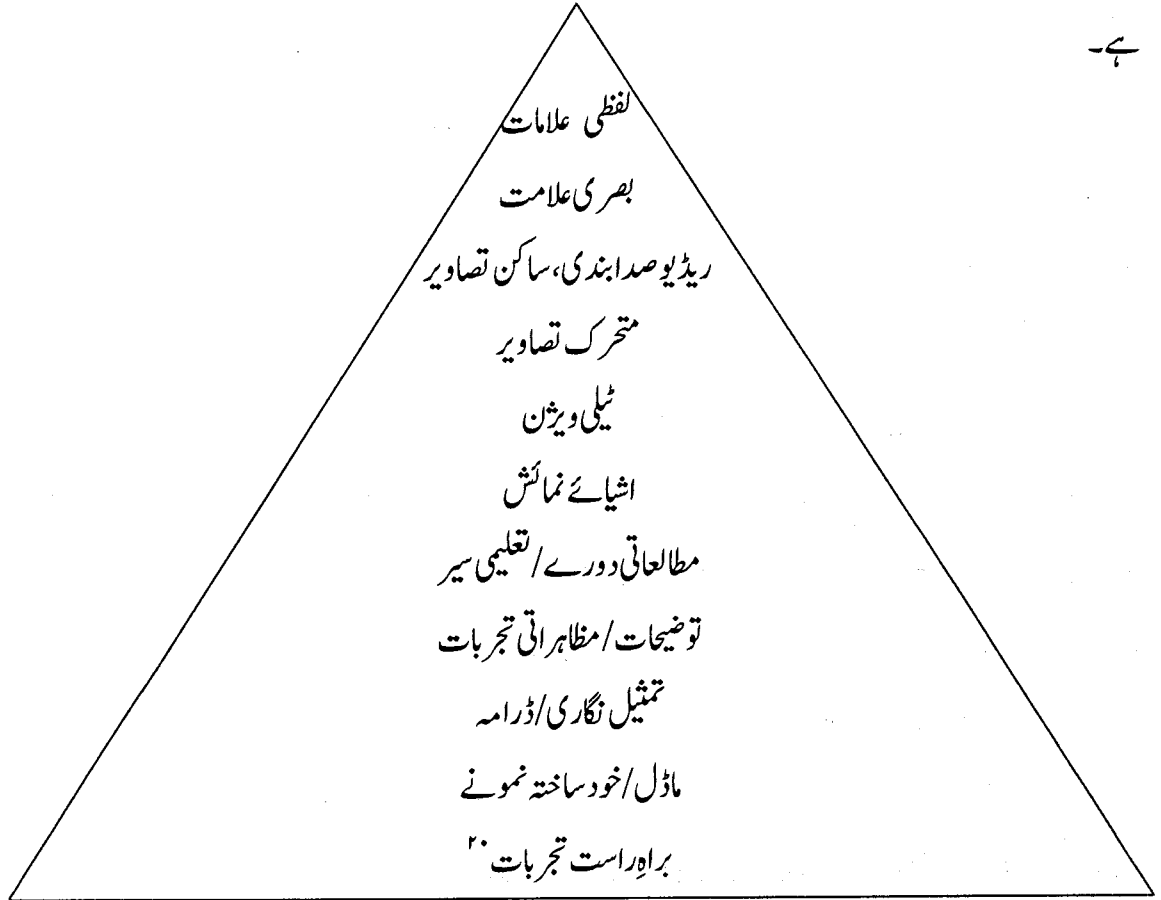 ہے۔
لفظی علامات
بصری علامت
ریڈیو صدابندی، ساکن تصاویر
متحرک تصاویر
ٹیلی ویژن
اشیائے نمائش
مطالعاتی دورے/تعلیمی سیر
توضیحات/مظاہراتی تجربات
تمثیل نگاری/ڈرامہ
ماڈل/خود ساختہ نمونے
براہِ راست تجربات ۲۰